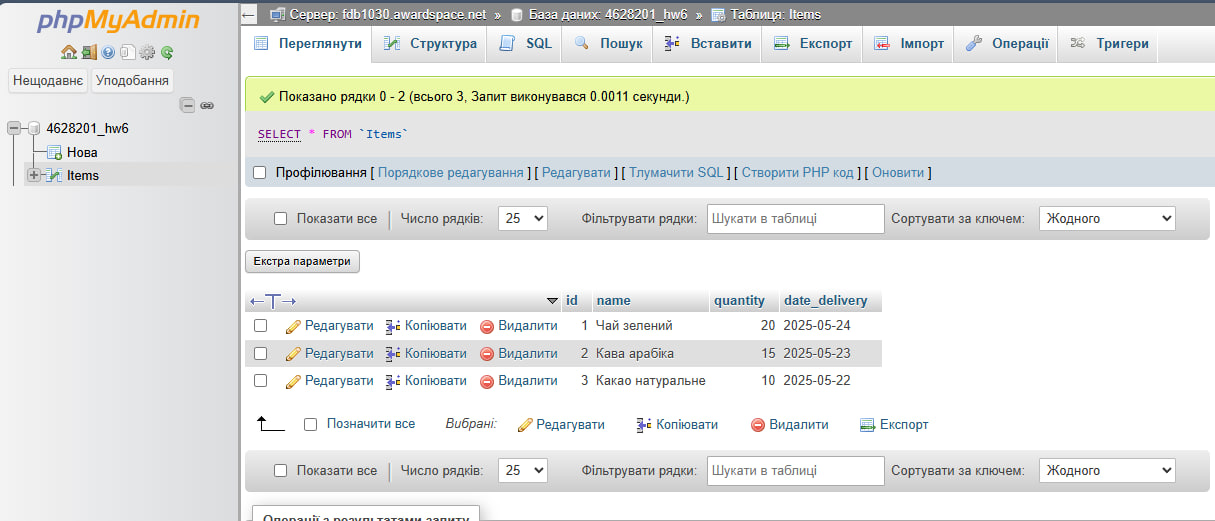 phpMyAdmin
Нещодавнє Уподобання
4628201_hw6
Нова
Items
Сервер: fdb1030.awardspace.net » База даних: 4628201_hw6 » Таблиця: Items
Переглянути Структура SQL Пошук Вставити Експорт Імпорт Операції Тригери
Показано рядки 0 - 2 (всього 3, Запит виконувався 0.0011 секунди.)
SELECT * FROM `Items`
Профілювання [ Порядкове редагування ] [ Редагувати ] [ Тлумачити SQL ] [ Створити PHP код ] [ Оновити ]
Показати все Число рядків: 25 Фільтрувати рядки: Шукати в таблиці Сортувати за ключем: Жодного
Екстра параметри
id name quantity date_delivery
Редагувати Копіювати Видалити 1 Чай зелений 20 2025-05-24
Редагувати Копіювати Видалити 2 Кава арабіка 15 2025-05-23
Редагувати Копіювати Видалити 3 Какао натуральне 10 2025-05-22
Позначити все Вибрані: Редагувати Копіювати Видалити Експорт
Показати все Число рядків: 25 Фільтрувати рядки: Шукати в таблиці Сортувати за ключем: Жодного
Операції з результатами запиту